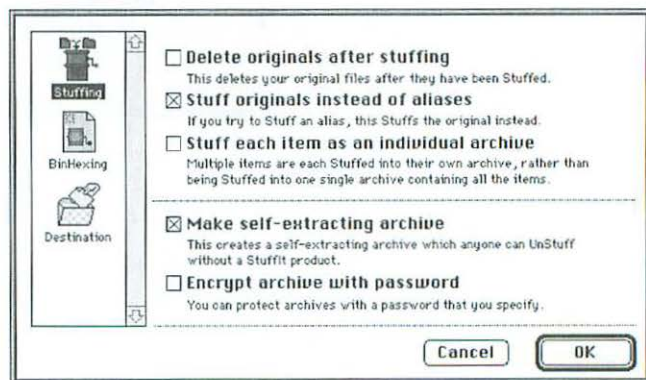 Stuffing
BinHexing
Destination
Delete originals after stuffing
This deletes your original files after they have been Stuffed.
Stuff originals instead of aliases
If you try to Stuff an alias, this Stuffs the original instead.
Stuff each item as an individual archive
Multiple items are each Stuffed into their own archive, rather than
being Stuffed into one single archive containing all the items.
Make self-extracting archive
This creates a self-extracting archive which anyone can UnStuff
without a StuffIt product.
Encrypt archive with password
You can protect archives with a password that you specify.
Cancel
OK